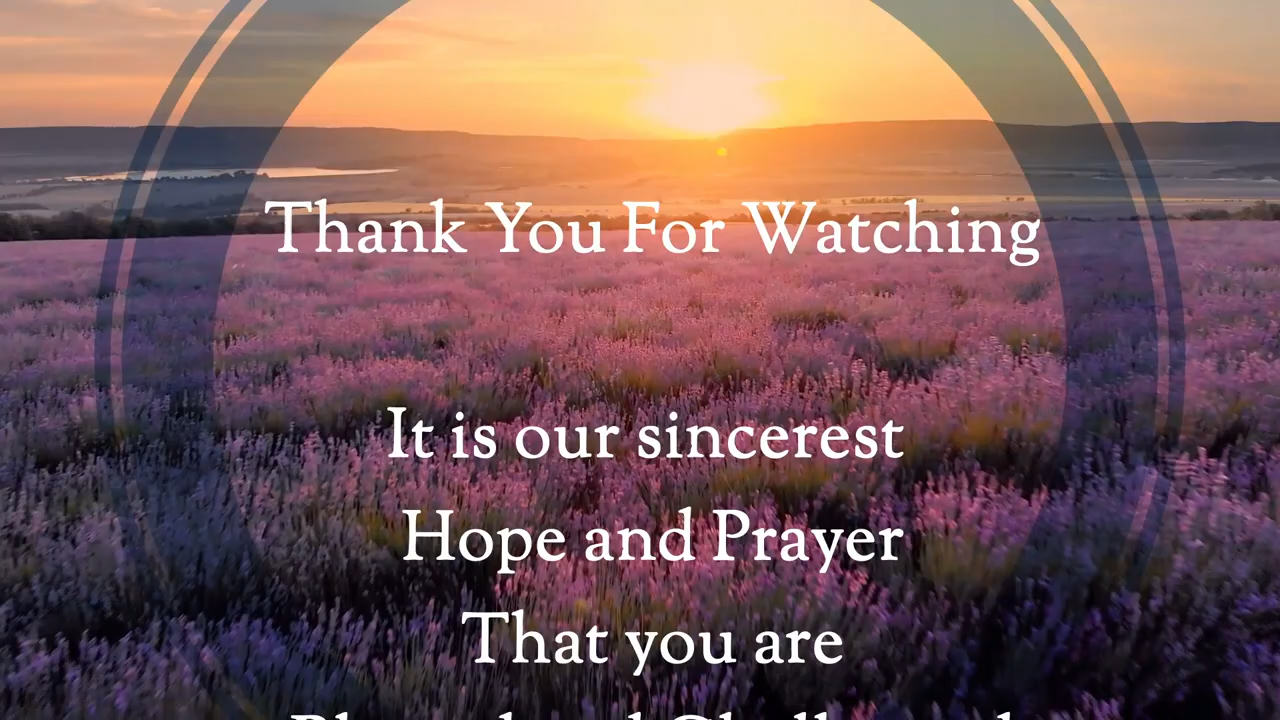 Thank You For Watching
It is our sincerest
Hope and Prayer
That you are